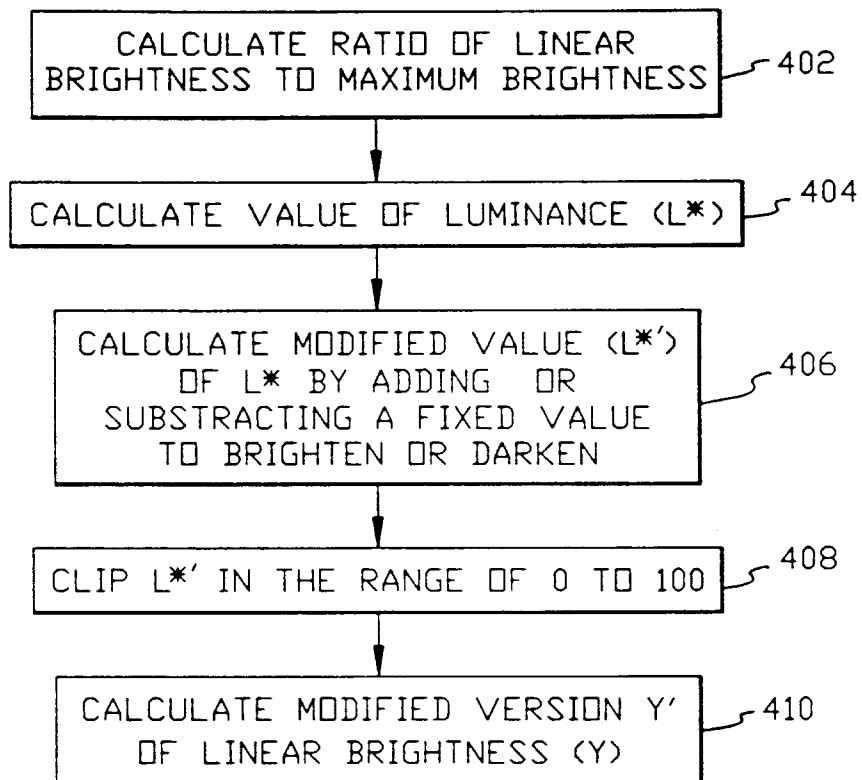 CALCULATE RATIO OF LINEAR
BRIGHTNESS TO MAXIMUM BRIGHTNESS
402
CALCULATE VALUE OF LUMINANCE (L*)
404
CALCULATE MODIFIED VALUE (L*′)
OF L* BY ADDING OR
SUBSTRACTING A FIXED VALUE
TO BRIGHTEN OR DARKEN
406
CLIP L*′ IN THE RANGE OF 0 TO 100
408
CALCULATE MODIFIED VERSION Y′
OF LINEAR BRIGHTNESS (Y)
410